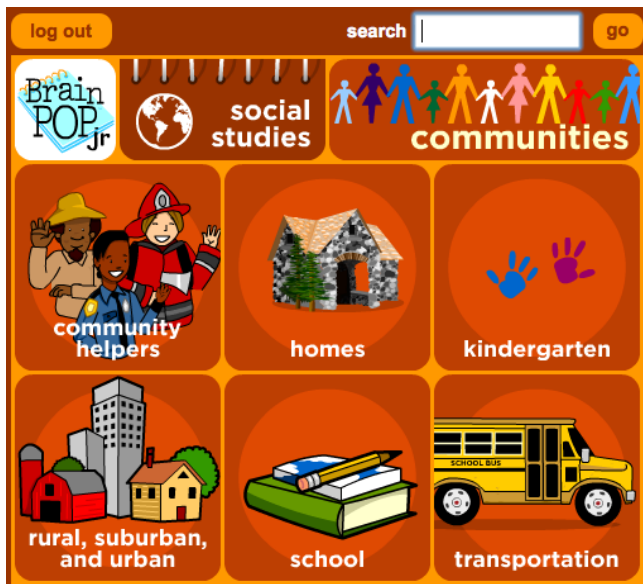 log out
search
go
Brain
POP
jr
social
studies
communities
community
helpers
homes
kindergarten
rural, suburban,
and urban
school
SCHOOL BUS
transportation